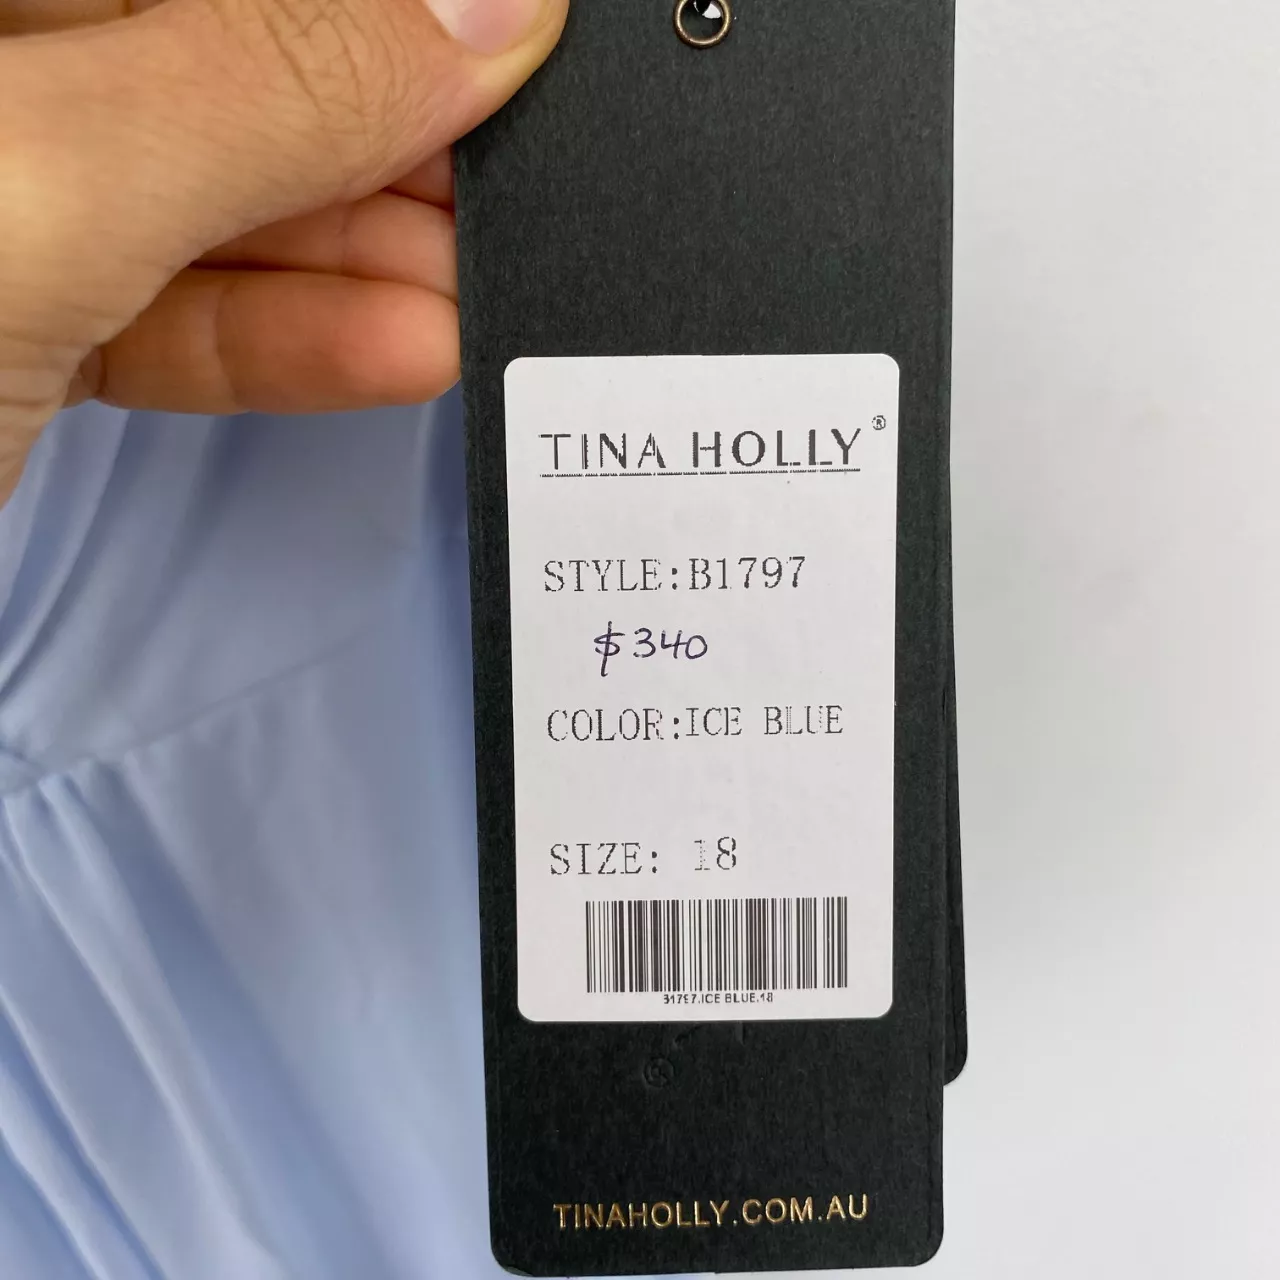 TINA HOLLY®
STYLE:B1797
$340
COLOR:ICE BLUE
SIZE: 18
B1797.ICE BLUE.18
TINAHOLLY.COM.AU